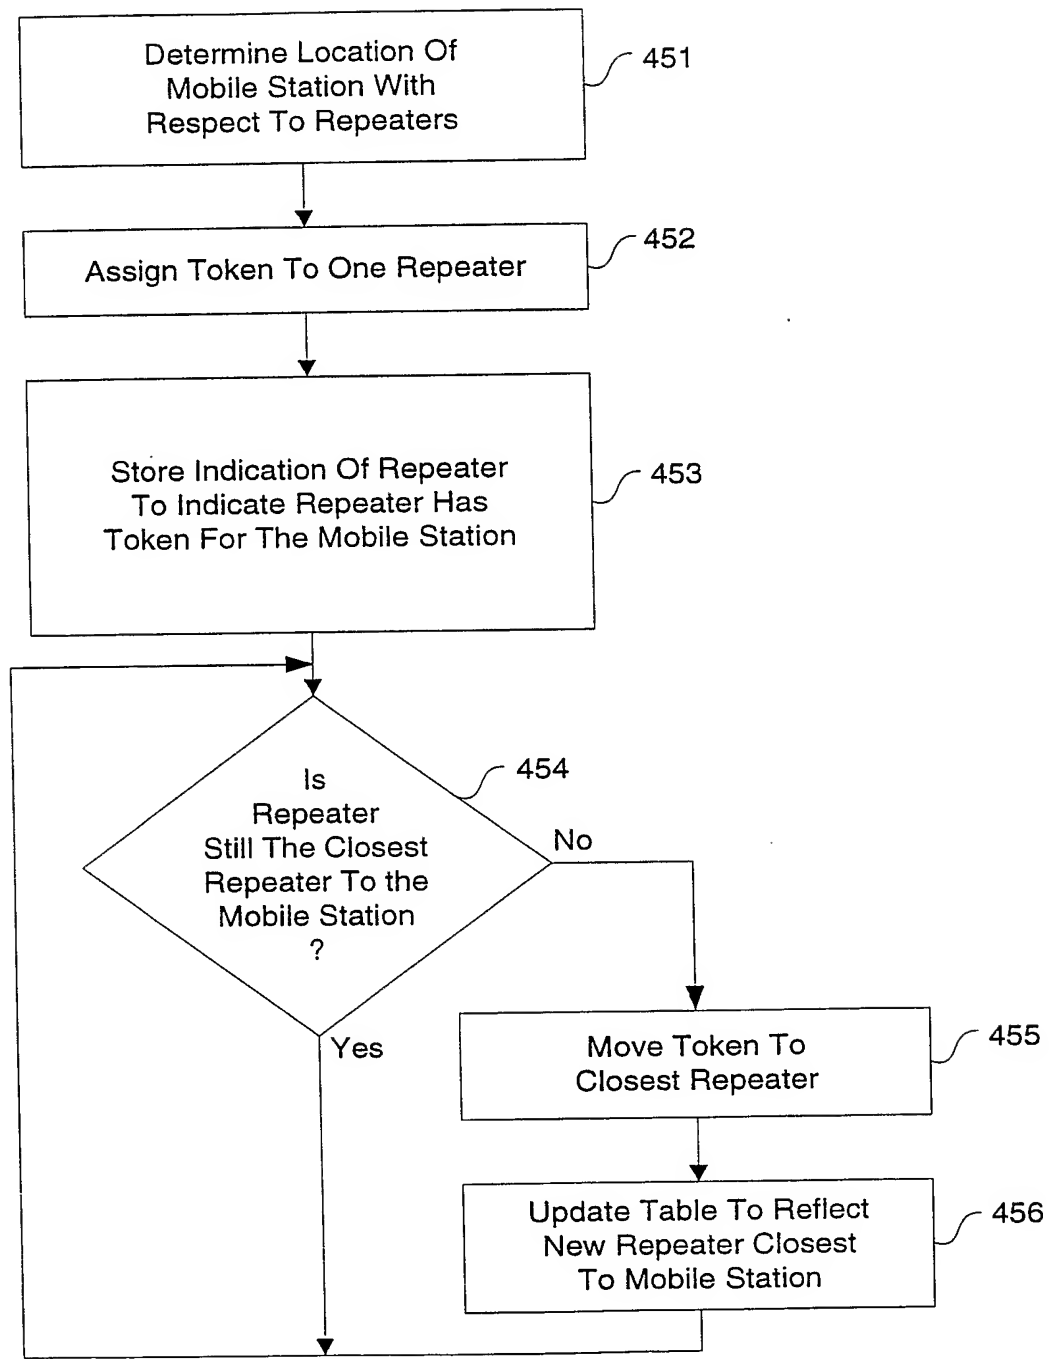 Determine Location Of
Mobile Station With
Respect To Repeaters
451
Assign Token To One Repeater
452
Store Indication Of Repeater
To Indicate Repeater Has
Token For The Mobile Station
453
Is
Repeater
Still The Closest
Repeater To the
Mobile Station
?
454
No
Yes
Move Token To
Closest Repeater
455
Update Table To Reflect
New Repeater Closest
To Mobile Station
456